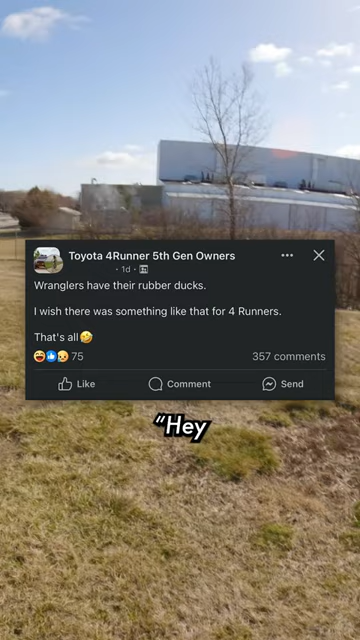 Toyota 4Runner 5th Gen Owners
· 1d ·
Wranglers have their rubber ducks.
I wish there was something like that for 4 Runners.
That's all🤣
75
357 comments
Like
Comment
Send
“Hey